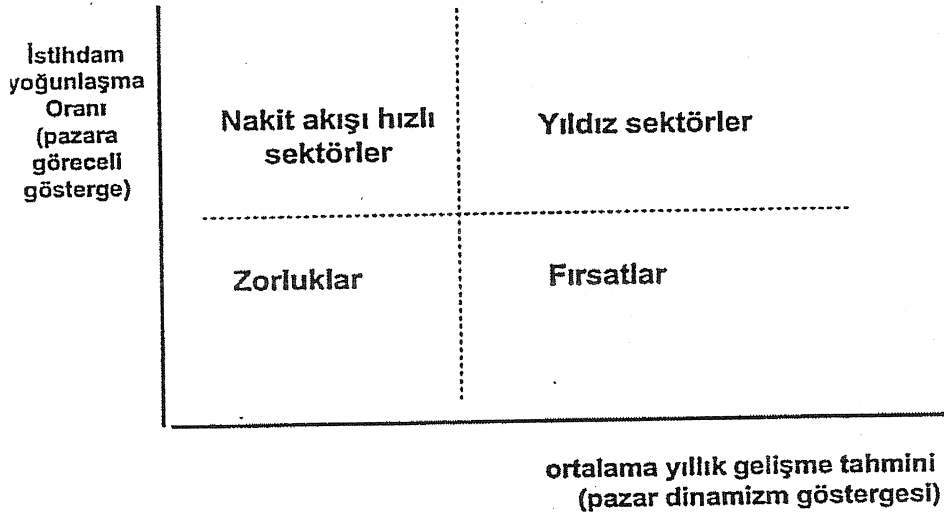 İstihdam
yoğunlaşma
Oranı
(pazara
göreceli
gösterge)
Nakit akışı hızlı
sektörler
Yıldız sektörler
Zorluklar
Fırsatlar
ortalama yıllık gelişme tahmini
(pazar dinamizm göstergesi)